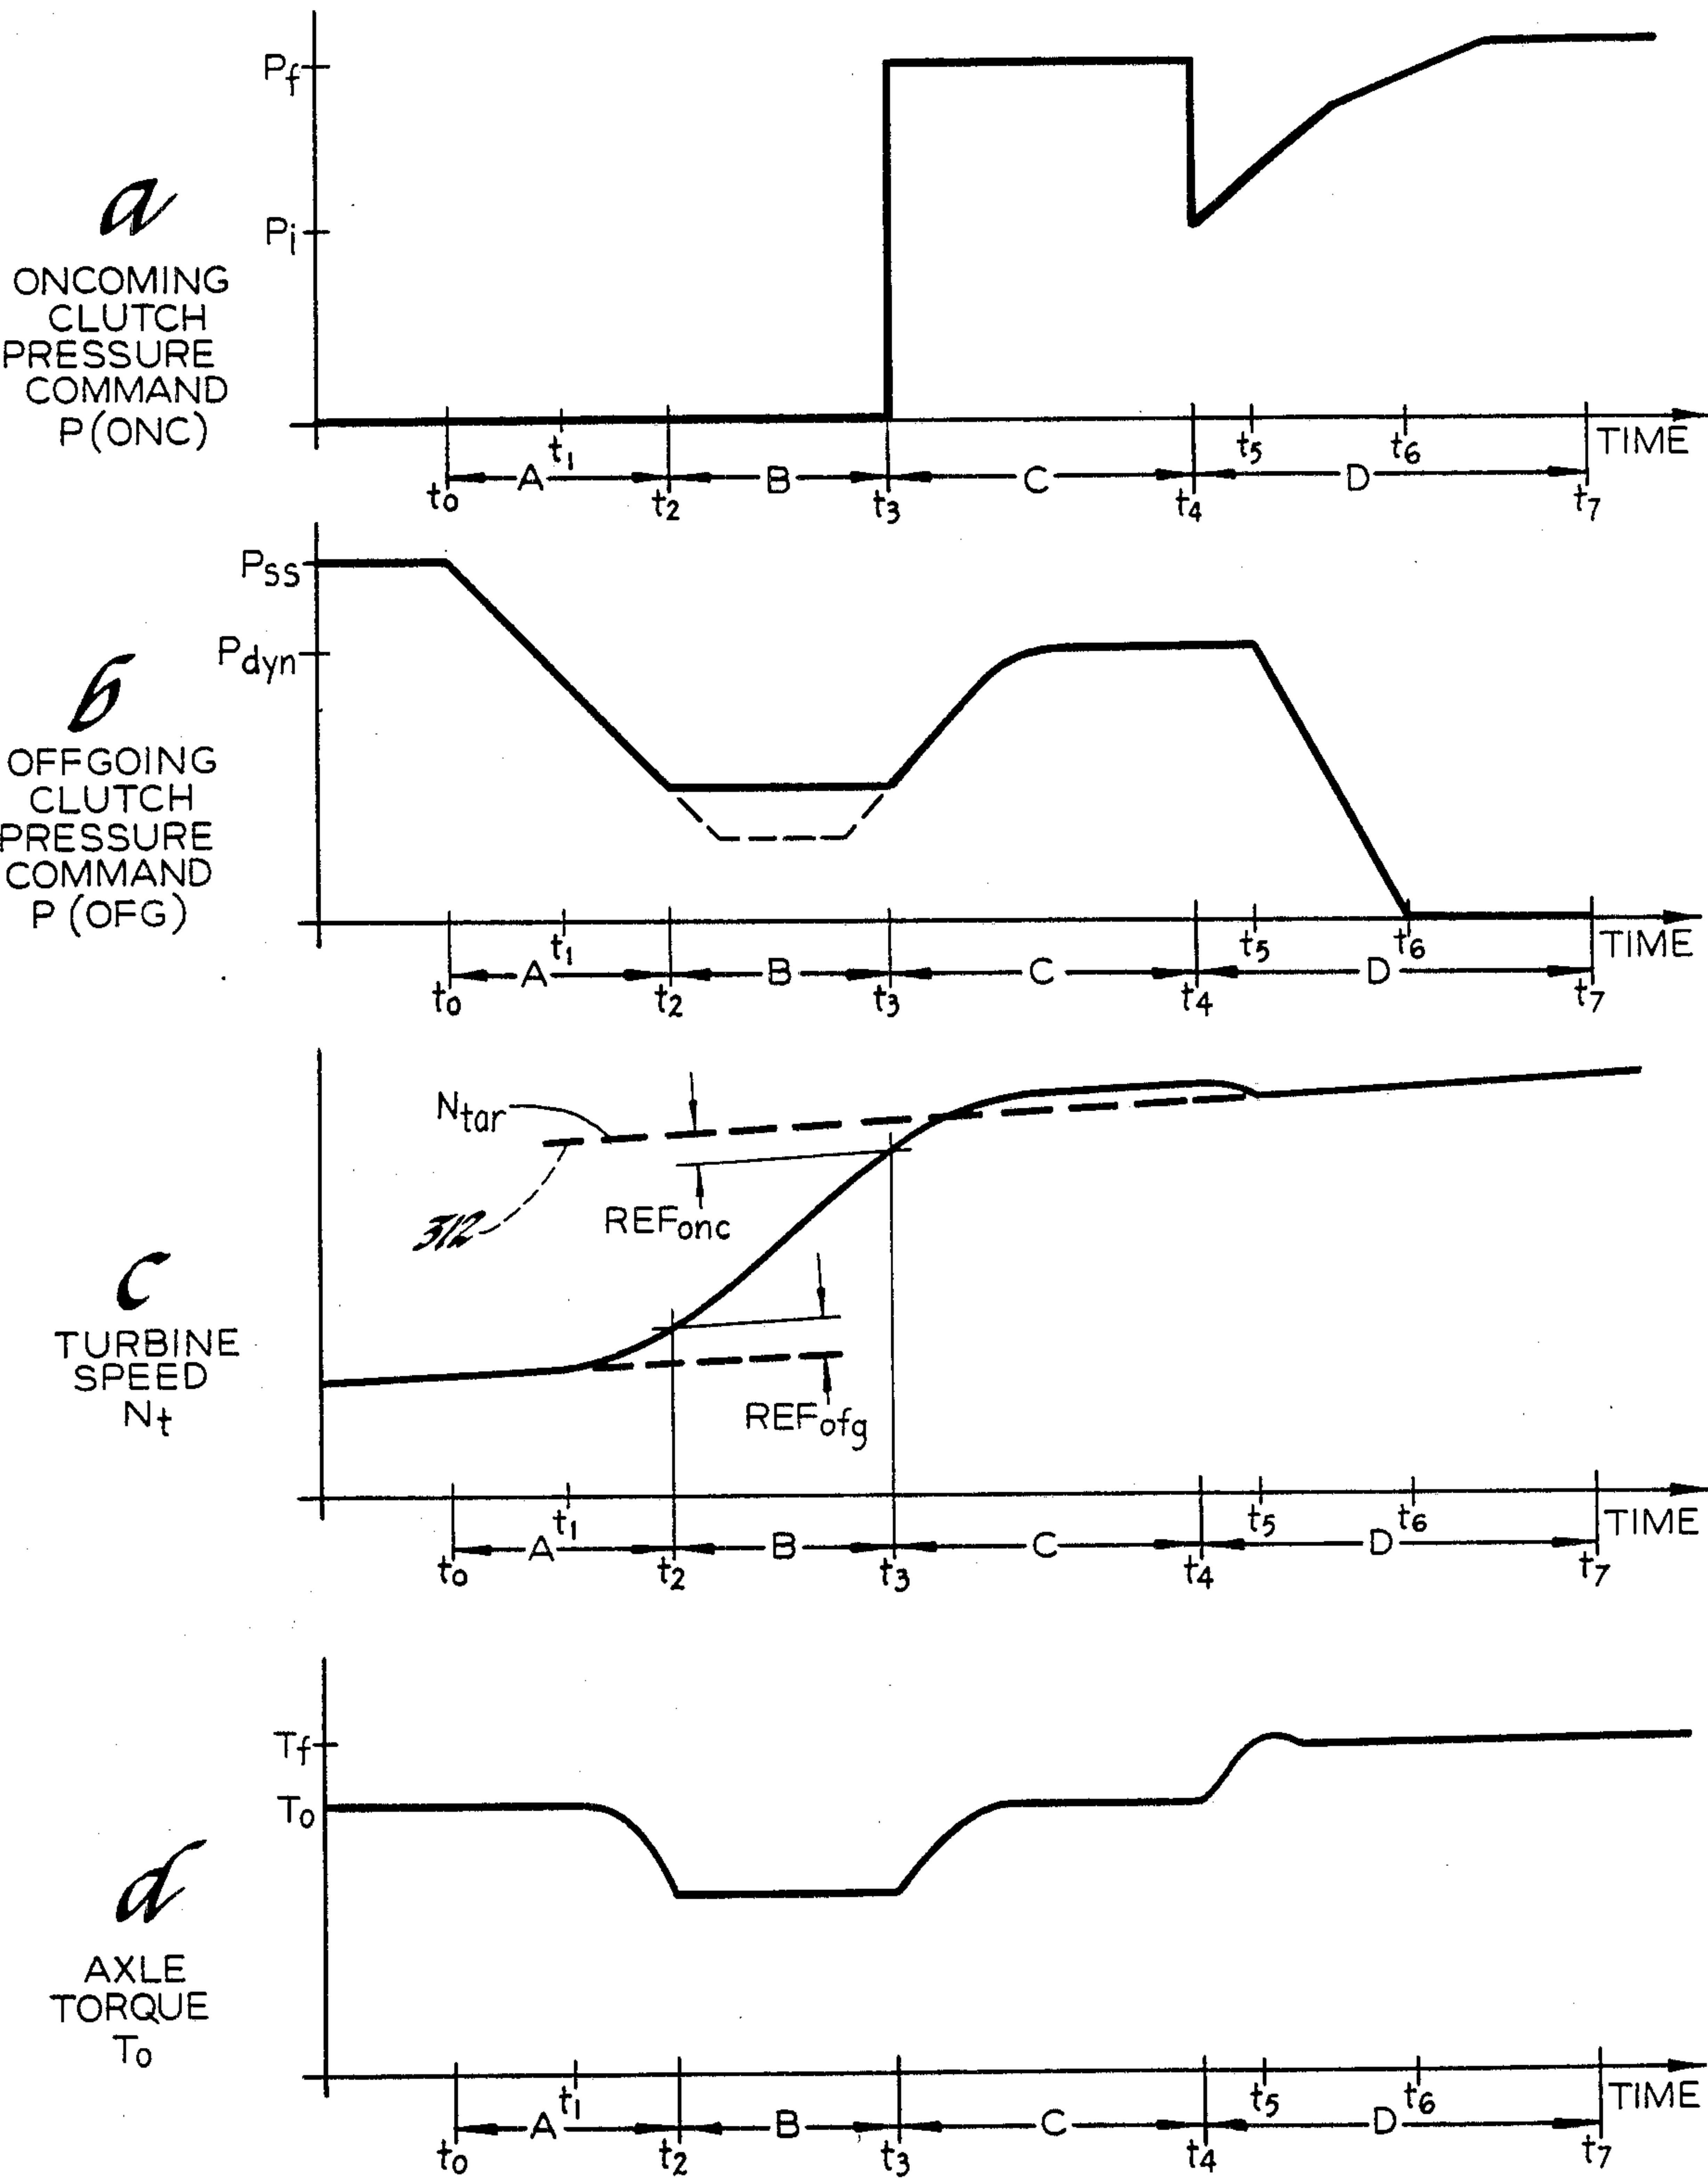 a
ONCOMING
CLUTCH
PRESSURE
COMMAND
P(ONC)
Pf
Pi
t1
t5
t6
TIME
A
B
C
D
t0
t2
t3
t4
t7
b
OFFGOING
CLUTCH
PRESSURE
COMMAND
P (OFG)
Pss
Pdyn
t1
t5
t6
TIME
A
B
C
D
t0
t2
t3
t4
t7
c
TURBINE
SPEED
Nt
Ntar
312
REFonc
REFofg
t1
t5
t6
TIME
A
B
C
D
t0
t2
t3
t4
t7
d
AXLE
TORQUE
To
Tf
To
t1
t5
t6
TIME
A
B
C
D
t0
t2
t3
t4
t7